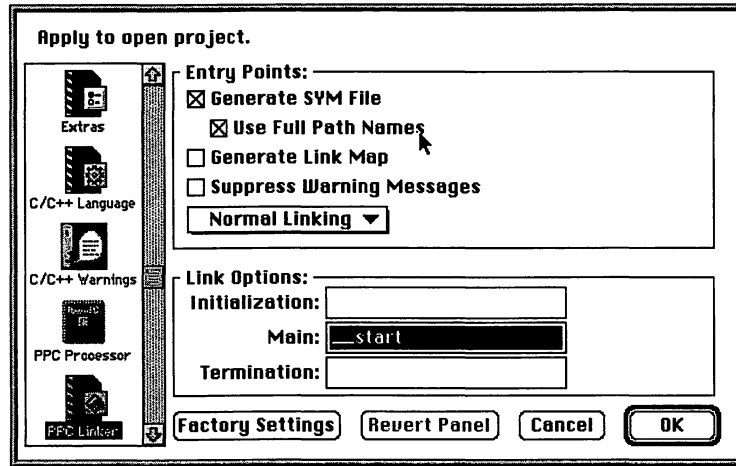 Apply to open project.
Extras
C/C++ Language
C/C++ Warnings
PPC Processor
PPC Linker
Entry Points:
Generate SYM File
Use Full Path Names
Generate Link Map
Suppress Warning Messages
Normal Linking
Link Options:
Initialization:
Main: __start
Termination:
Factory Settings Revert Panel Cancel OK